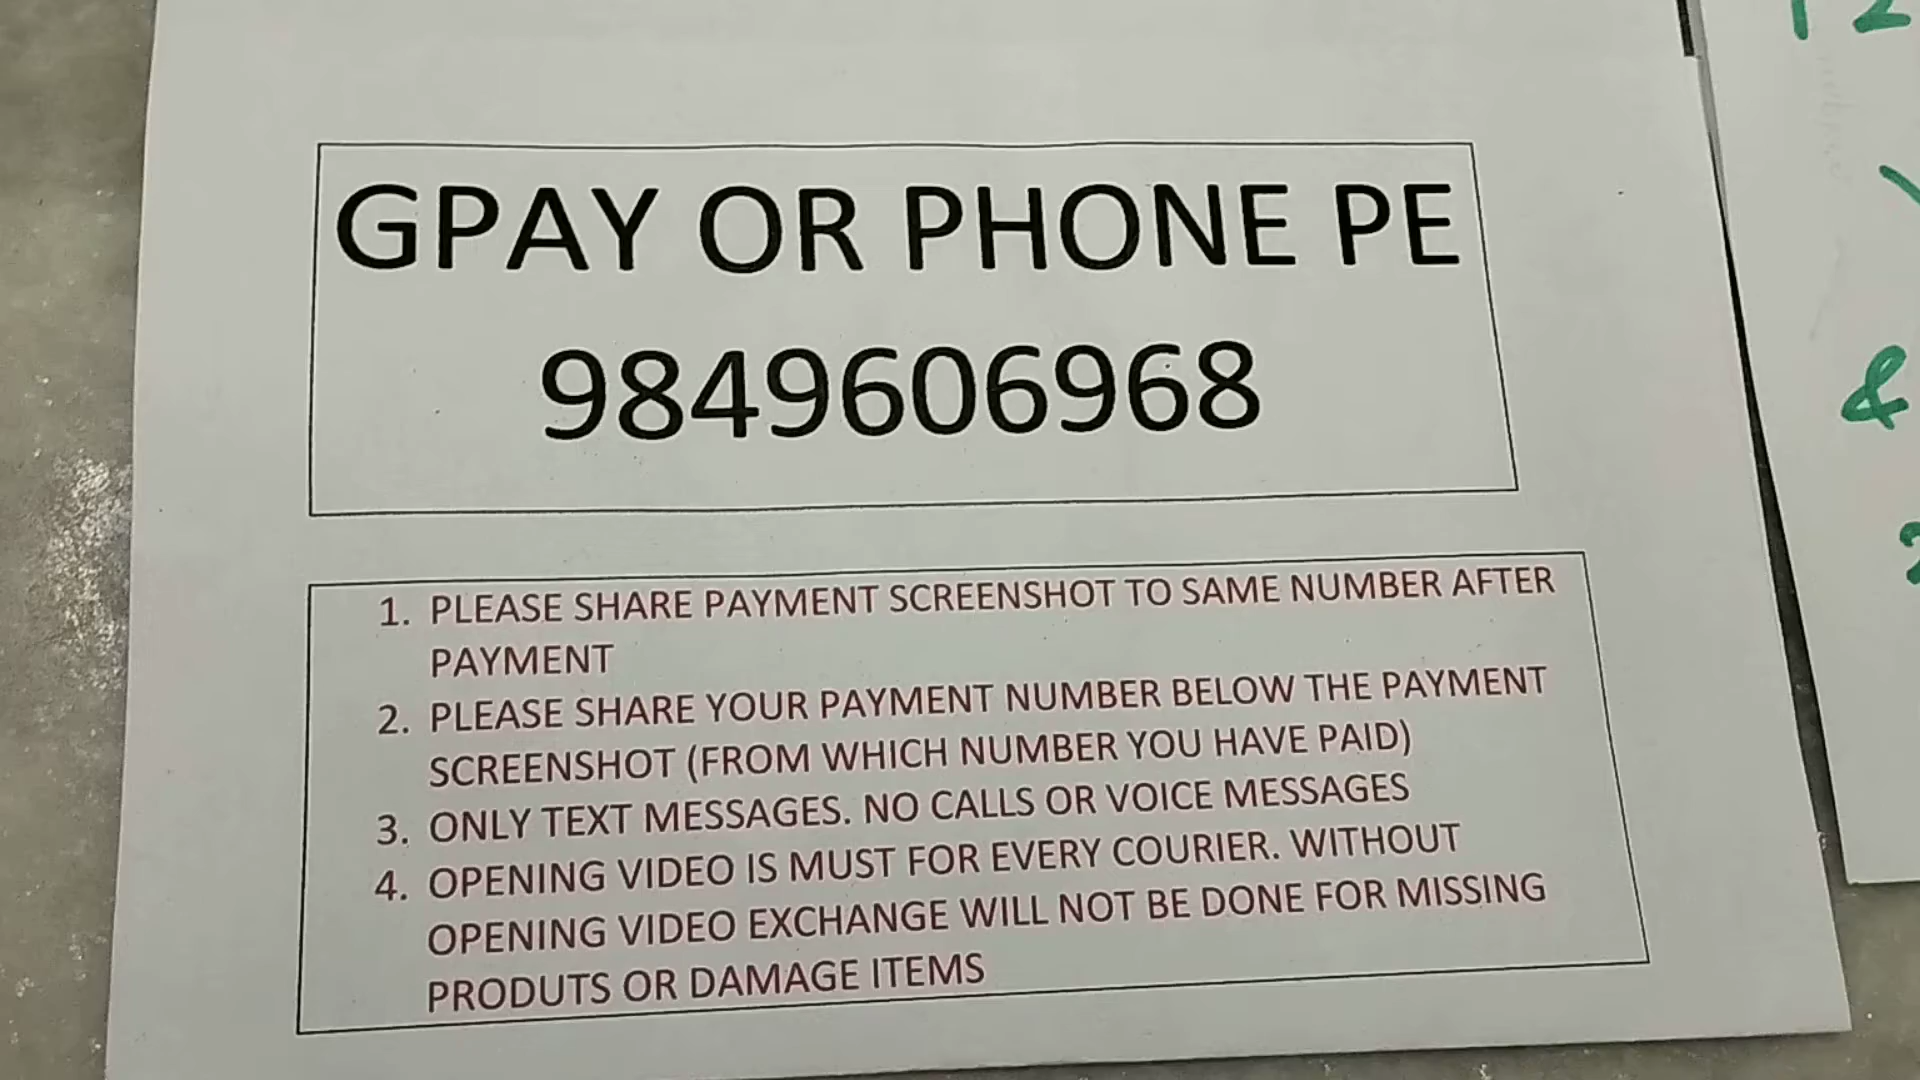 GPAY OR PHONE PE
9849606968
1. PLEASE SHARE PAYMENT SCREENSHOT TO SAME NUMBER AFTER
PAYMENT
2. PLEASE SHARE YOUR PAYMENT NUMBER BELOW THE PAYMENT
SCREENSHOT (FROM WHICH NUMBER YOU HAVE PAID)
3. ONLY TEXT MESSAGES. NO CALLS OR VOICE MESSAGES
4. OPENING VIDEO IS MUST FOR EVERY COURIER. WITHOUT
OPENING VIDEO EXCHANGE WILL NOT BE DONE FOR MISSING
PRODUTS OR DAMAGE ITEMS
&